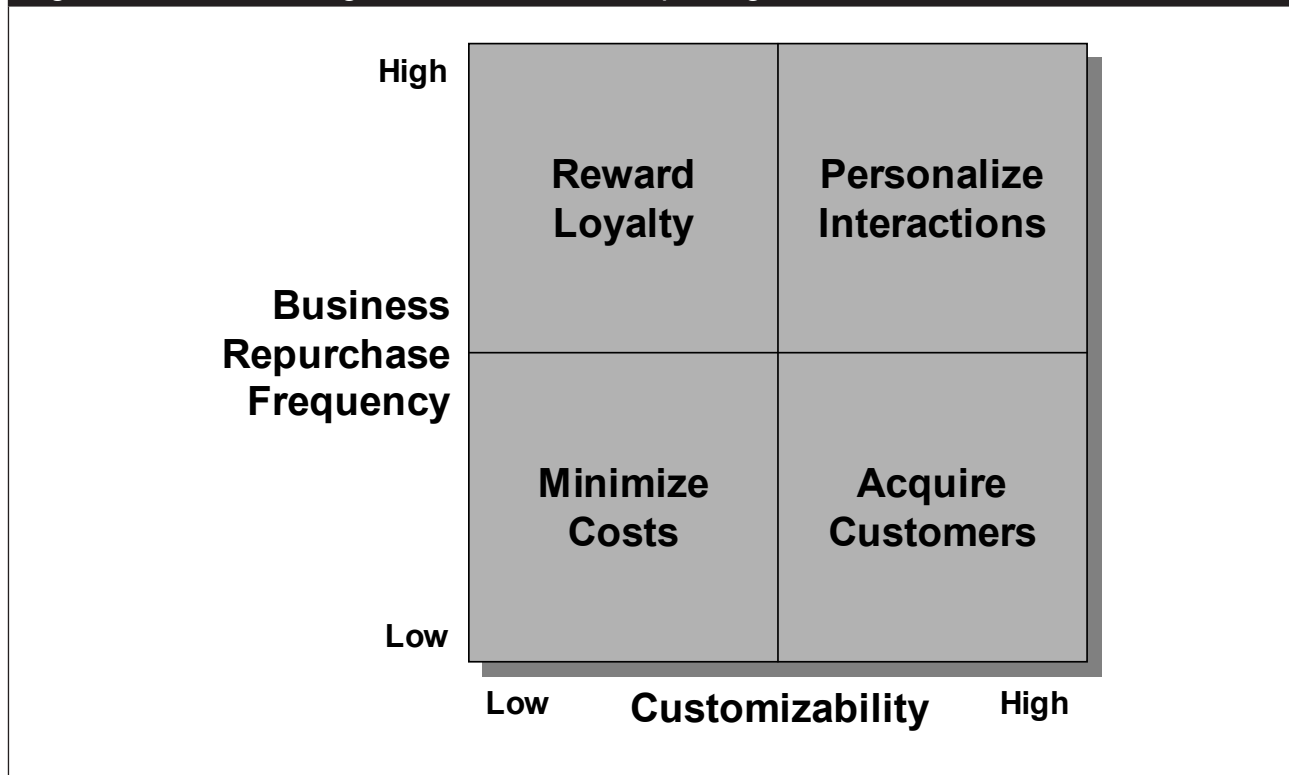 High
Reward
Loyalty
Personalize
Interactions
Business
Repurchase
Frequency
Minimize
Costs
Acquire
Customers
Low
Low
Customizability
High